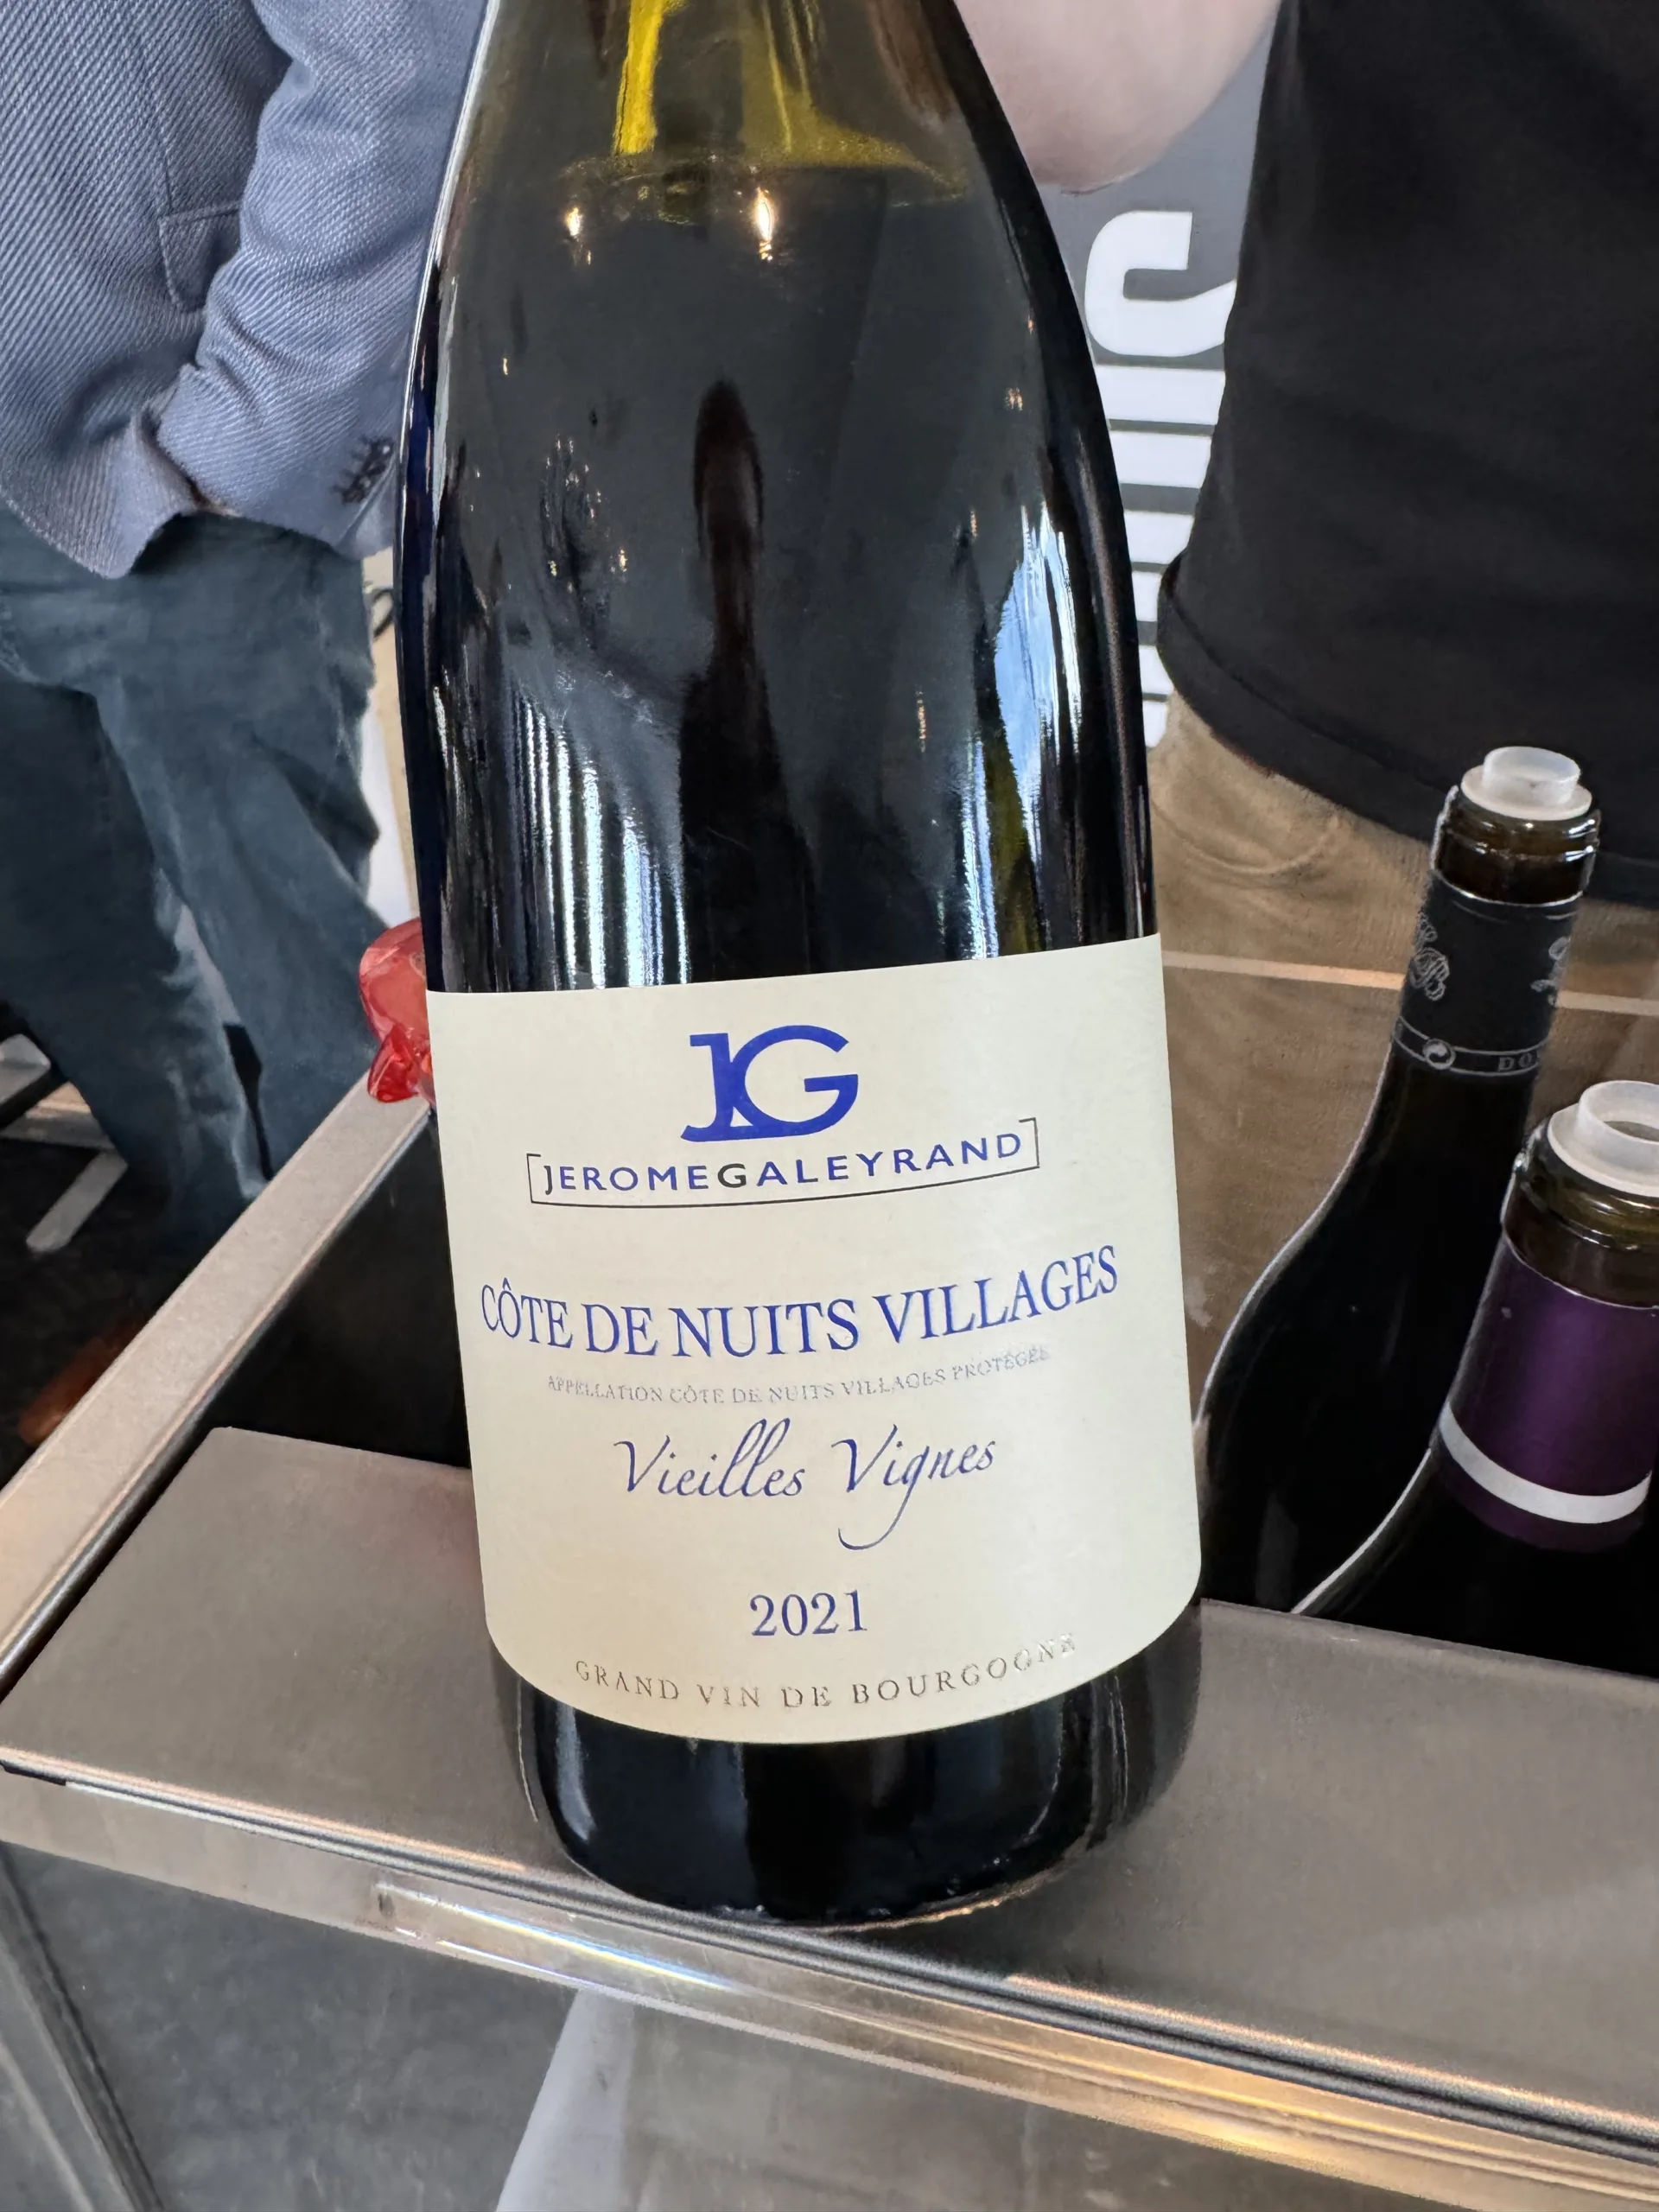 JG
JEROMEGALEYRAND
CÔTE DE NUITS VILLAGES
APPELLATION CÔTE DE NUITS VILLAGES PROTÉGÉE
Vieilles Vignes
2021
GRAND VIN DE BOURGOGNE